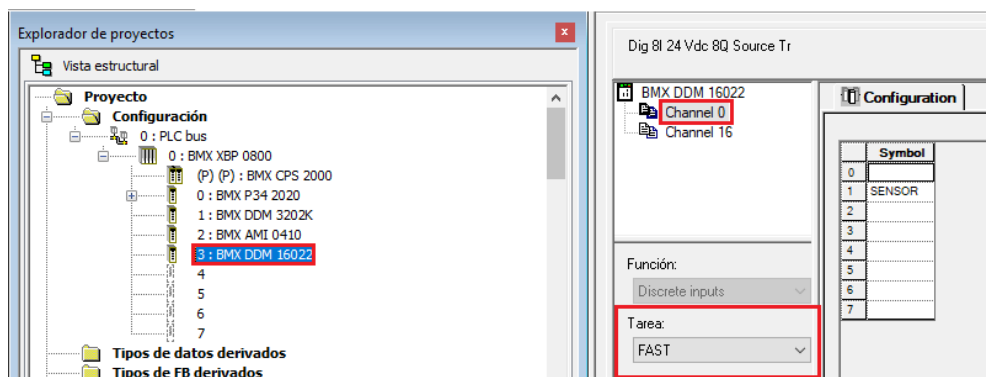 Explorador de proyectos
x
Vista estructural
Proyecto
Configuración
0 : PLC bus
0 : BMX XBP 0800
(P) (P) : BMX CPS 2000
0 : BMX P34 2020
1 : BMX DDM 3202K
2 : BMX AMI 0410
3 : BMX DDM 16022
4
5
6
7
Tipos de datos derivados
Tipos de FB derivados
Dig 8I 24 Vdc 8Q Source Tr
BMX DDM 16022
Channel 0
Channel 16
Función:
Discrete inputs
Tarea:
FAST
Configuration
Symbol
0
1 SENSOR
2
3
4
5
6
7